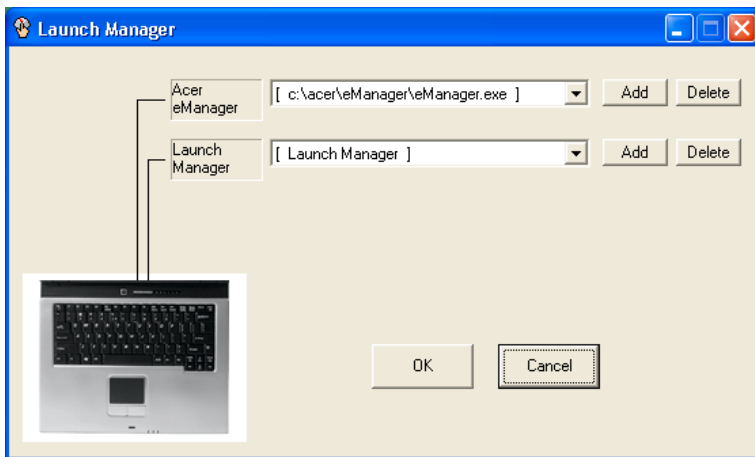 Launch Manager
Acer
eManager
[ c:\acer\eManager\eManager.exe ]
Add
Delete
Launch
Manager
[ Launch Manager ]
Add
Delete
OK
Cancel